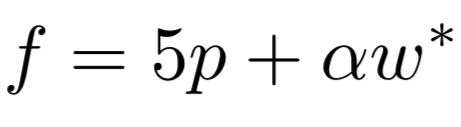 f = 5p + αw*